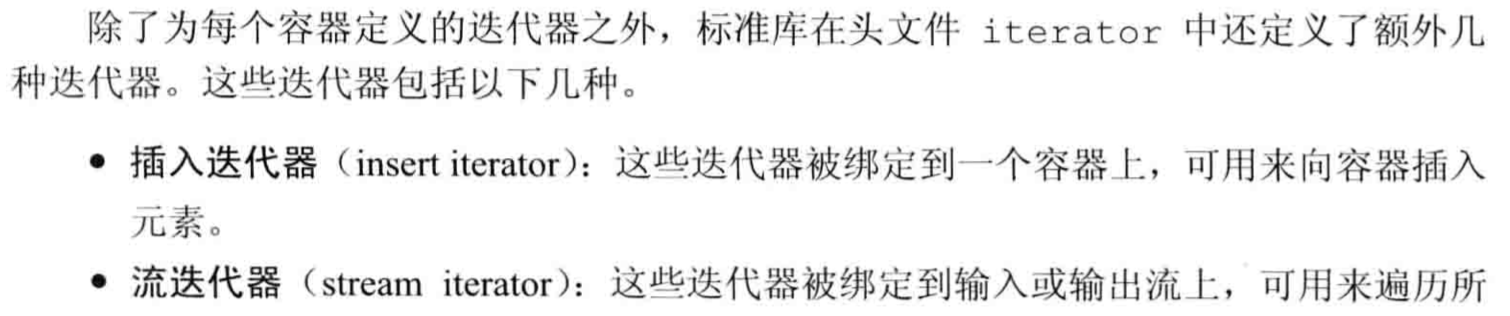 除了为每个容器定义的迭代器之外，标准库在头文件 iterator 中还定义了额外几
种迭代器。这些迭代器包括以下几种。
• 插入迭代器（insert iterator）：这些迭代器被绑定到一个容器上，可用来向容器插入
元素。
• 流迭代器（stream iterator）：这些迭代器被绑定到输入或输出流上，可用来遍历所